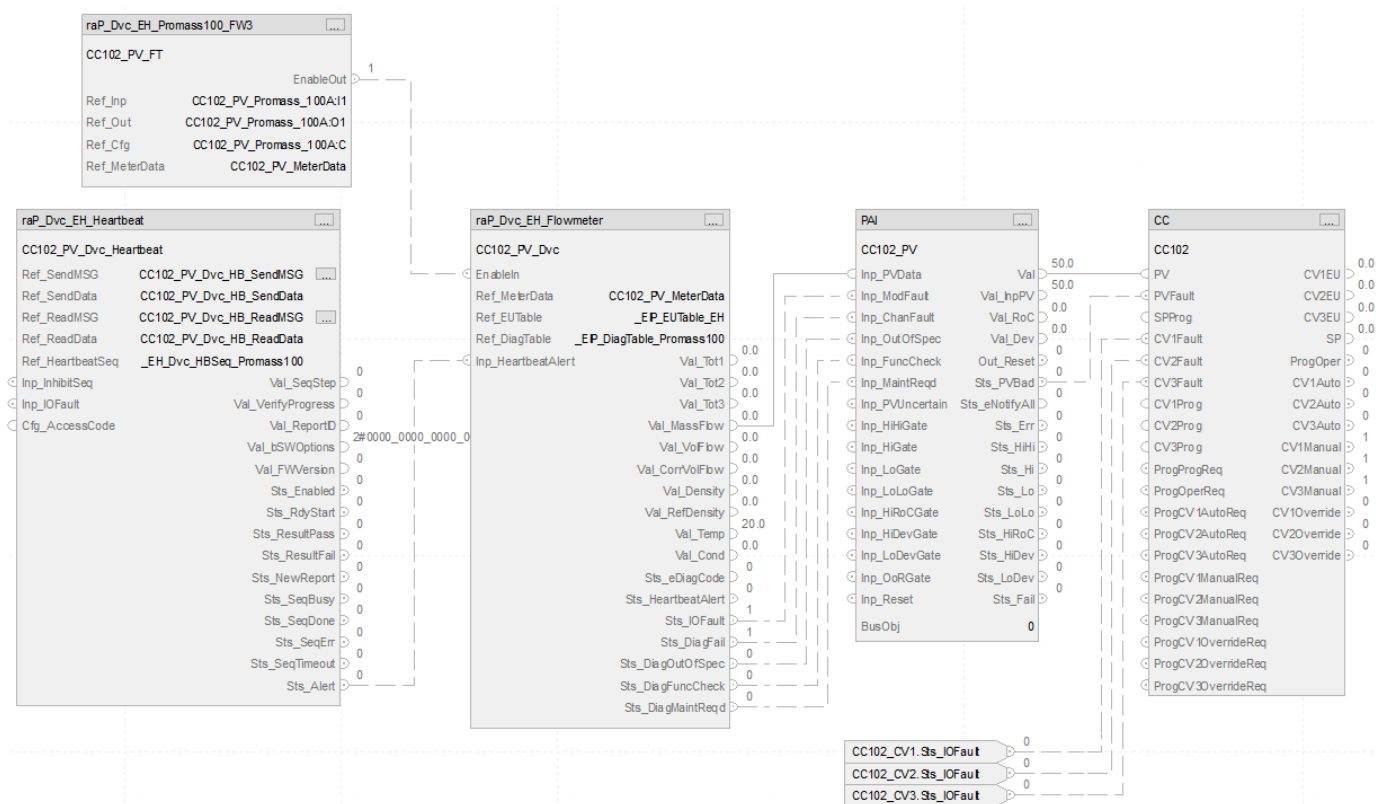 raP_Dvc_EH_Promass100_FW3 ...
CC102_PV_FT
EnableOut 1
Ref_Inp CC102_PV_Promass_100A:I1
Ref_Out CC102_PV_Promass_100A:O1
Ref_Cfg CC102_PV_Promass_100A:C
Ref_MeterData CC102_PV_MeterData
raP_Dvc_EH_Heartbeat ...
CC102_PV_Dvc_Heartbeat
Ref_SendMSG CC102_PV_Dvc_HB_SendMSG ...
Ref_SendData CC102_PV_Dvc_HB_SendData
Ref_ReadMSG CC102_PV_Dvc_HB_ReadMSG ...
Ref_ReadData CC102_PV_Dvc_HB_ReadData
Ref_HeartbeatSeq _EH_Dvc_HBSeq_Promass100
Inp_InhibitSeq Val_SeqStep 0
Inp_IOFault Val_VerifyProgress 0
Cfg_AccessCode Val_ReportID 0
Val_bSWOptions 2#0000_0000_0000_0
Val_FWVersion 0
Sts_Enabled 0
Sts_RdyStart 0
Sts_ResultPass 0
Sts_ResultFail 0
Sts_NewReport 0
Sts_SeqBusy 0
Sts_SeqDone 0
Sts_SeqErr 0
Sts_SeqTimeout 0
Sts_Alert 0
raP_Dvc_EH_Flowmeter ...
CC102_PV_Dvc
EnableIn
Ref_MeterData CC102_PV_MeterData
Ref_EUTable _EIP_EUTable_EH
Ref_DiagTable _EIP_DiagTable_Promass100
Inp_HeartbeatAlert Val_Tot1 0.0
Val_Tot2 0.0
Val_Tot3 0.0
Val_MassFlow 0.0
Val_VolFlow 0.0
Val_CorrVolFlow 0.0
Val_Density 0.0
Val_RefDensity 0.0
Val_Temp 20.0
Val_Cond 0.0
Sts_eDiagCode 0
Sts_HeartbeatAlert 0
Sts_IOFault 1
Sts_DiagFail 1
Sts_DiagOutOfSpec 0
Sts_DiagFuncCheck 0
Sts_DiagMaintReqd 0
PAI ...
CC102_PV
Inp_PVData Val 50.0
Inp_ModFault Val_InpPV 50.0
Inp_ChanFault Val_RoC 0.0
Inp_OutOfSpec Val_Dev 0.0
Inp_FuncCheck Out_Reset 0
Inp_MaintReqd Sts_PVBad 0
Inp_PVUncertain Sts_eNotifyAll 0
Inp_HiHiGate Sts_Err 0
Inp_HiGate Sts_HiHi 0
Inp_LoGate Sts_Hi 0
Inp_LoLoGate Sts_Lo 0
Inp_HiRoCGate Sts_LoLo 0
Inp_HiDevGate Sts_HiRoC 0
Inp_LoDevGate Sts_HiDev 0
Inp_OoRGate Sts_LoDev 0
Inp_Reset Sts_Fail 0
BusObj 0
CC ...
CC102
PV CV1EU 0.0
PVFault CV2EU 0.0
SPProg CV3EU 0.0
CV1Fault SP 0.0
CV2Fault ProgOper 0
CV3Fault CV1Auto 0
CV1Prog CV2Auto 0
CV2Prog CV3Auto 0
CV3Prog CV1Manual 1
ProgProgReq CV2Manual 1
ProgOperReq CV3Manual 1
ProgCV1AutoReq CV1Override 0
ProgCV2AutoReq CV2Override 0
ProgCV3AutoReq CV3Override 0
ProgCV1ManualReq
ProgCV2ManualReq
ProgCV3ManualReq
ProgCV1OverrideReq
ProgCV2OverrideReq
ProgCV3OverrideReq
CC102_CV1.Sts_IOFault 0
CC102_CV2.Sts_IOFault 0
CC102_CV3.Sts_IOFault 0